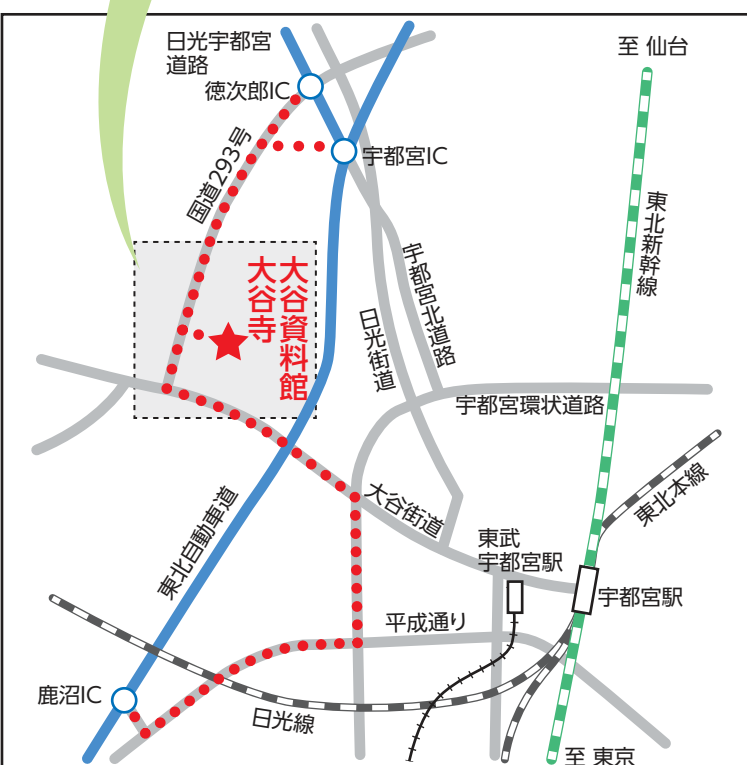 日光宇都宮
道路
徳次郎IC
至 仙台
宇都宮IC
国道293号
東北新幹線
宇都宮北道路
大谷資料館
大谷寺
日光街道
宇都宮環状道路
大谷街道
東北本線
東北自動車道
東武
宇都宮駅
宇都宮駅
平成通り
鹿沼IC
日光線
至 東京